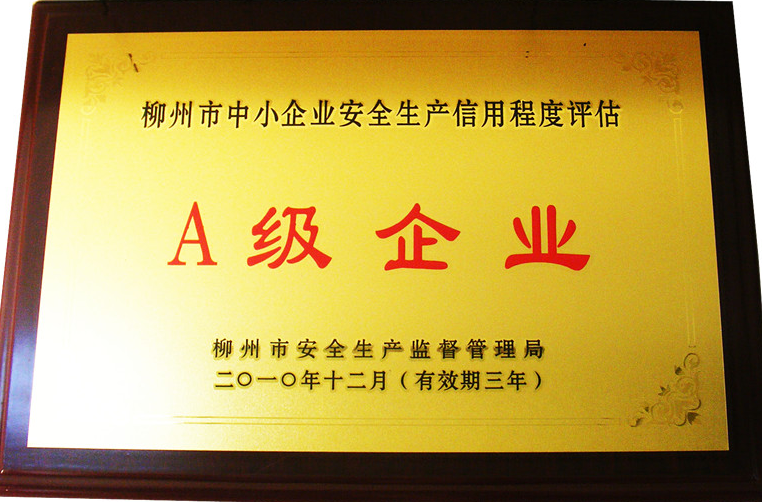 柳州市中小企业安全生产信用程度评估
A级企业
柳州市安全生产监督管理局
二〇一〇年十二月（有效期三年）